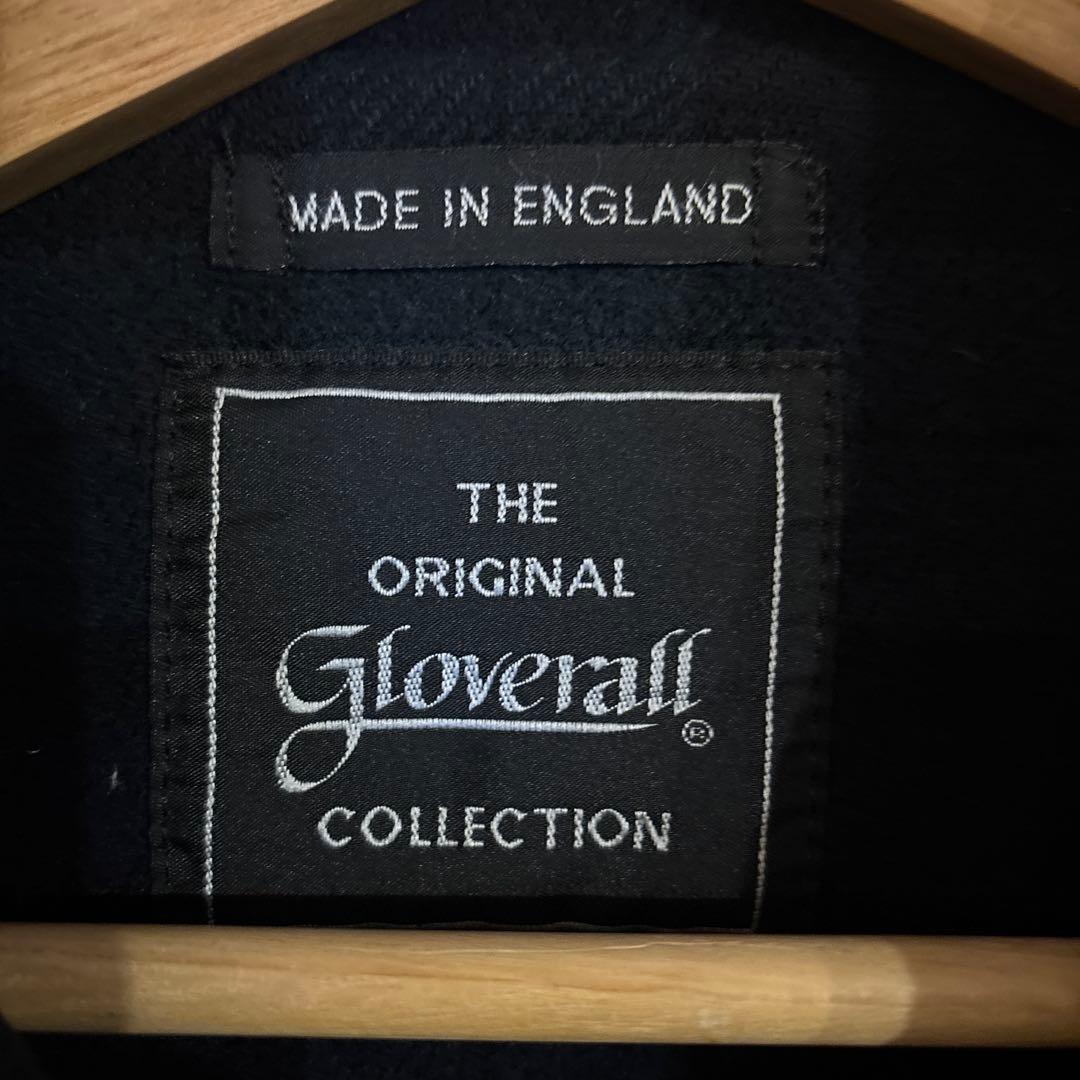 MADE IN ENGLAND
THE
ORIGINAL
Gloverall®
COLLECTION